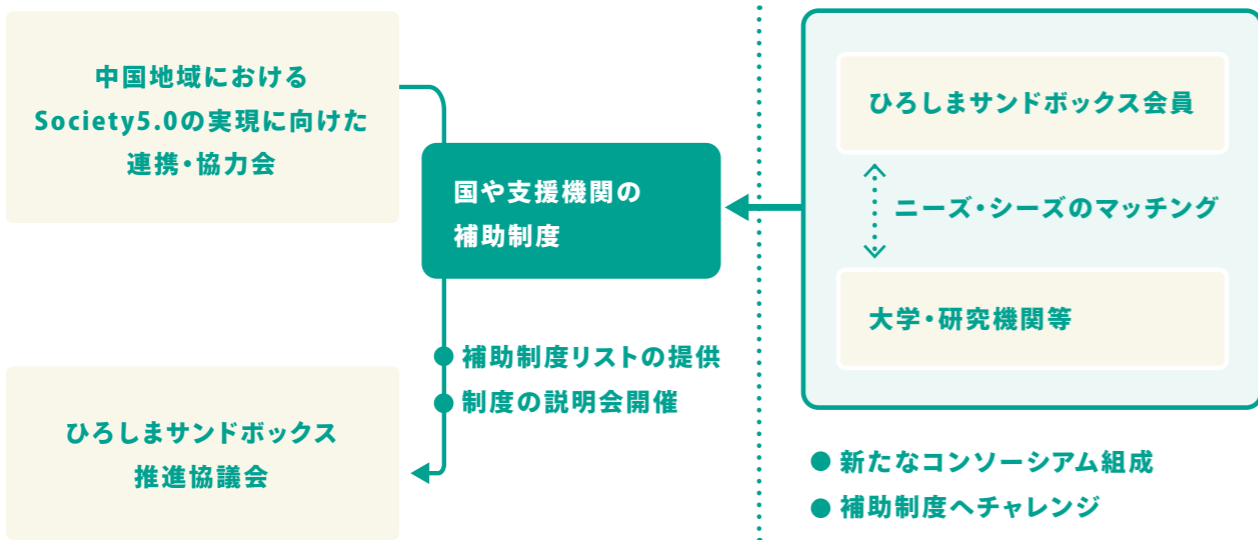 中国地域における
Society5.0の実現に向けた
連携・協力会
国や支援機関の
補助制度
● 補助制度リストの提供
● 制度の説明会開催
ひろしまサンドボックス
推進協議会
ひろしまサンドボックス会員
ニーズ・シーズのマッチング
大学・研究機関等
● 新たなコンソーシアム組成
● 補助制度へチャレンジ